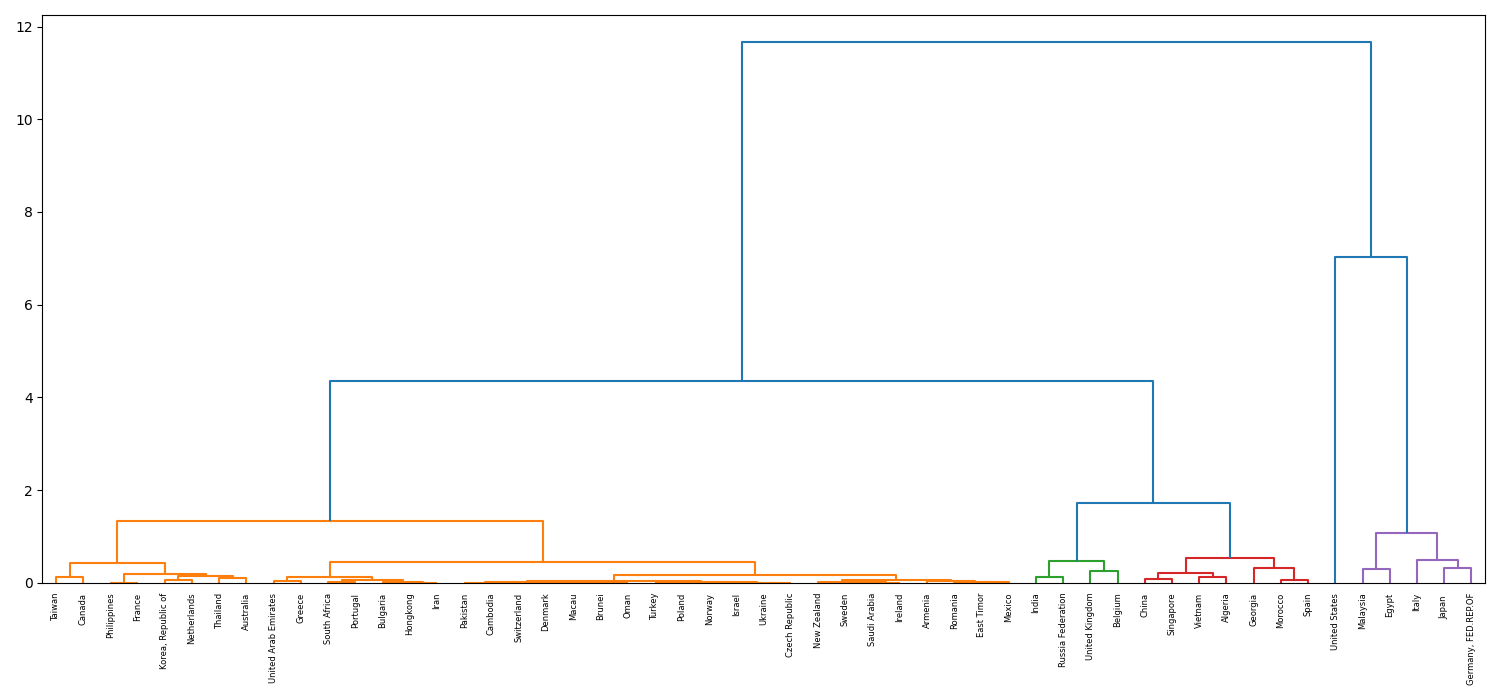 12
10
8
6
4
2
0
Taiwan
Canada
Philippines
France
Korea, Republic of
Netherlands
Thailand
Australia
United Arab Emirates
Greece
South Africa
Portugal
Bulgaria
Hongkong
Iran
Pakistan
Cambodia
Switzerland
Denmark
Macau
Brunei
Oman
Turkey
Poland
Norway
Israel
Ukraine
Czech Republic
New Zealand
Sweden
Saudi Arabia
Ireland
Armenia
Romania
East Timor
Mexico
India
Russia Federation
United Kingdom
Belgium
China
Singapore
Vietnam
Algeria
Georgia
Morocco
Spain
United States
Malaysia
Egypt
Italy
Japan
Germany, FED.REP.OF